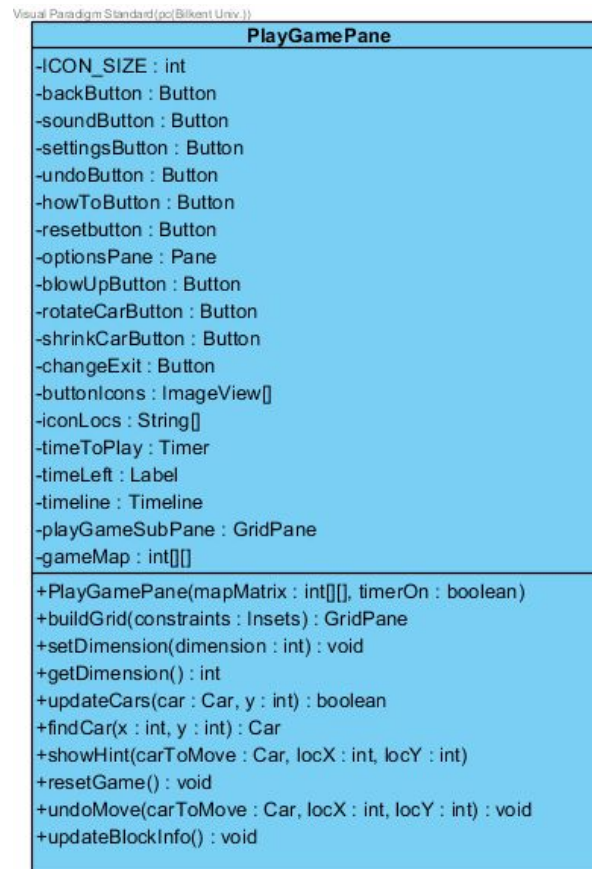 Visual Paradigm Standard(pc(Bilkent Univ.))
PlayGamePane
-ICON_SIZE : int
-backButton : Button
-soundButton : Button
-settingsButton : Button
-undoButton : Button
-howToButton : Button
-resetbutton : Button
-optionsPane : Pane
-blowUpButton : Button
-rotateCarButton : Button
-shrinkCarButton : Button
-changeExit : Button
-buttonIcons : ImageView[]
-iconLocs : String[]
-timeToPlay : Timer
-timeLeft : Label
-timeline : Timeline
-playGameSubPane : GridPane
-gameMap : int[][]
+PlayGamePane(mapMatrix : int[][], timerOn : boolean)
+buildGrid(constraints : Insets) : GridPane
+setDimension(dimension : int) : void
+getDimension() : int
+updateCars(car : Car, y : int) : boolean
+findCar(x : int, y : int) : Car
+showHint(carToMove : Car, locX : int, locY : int)
+resetGame() : void
+undoMove(carToMove : Car, locX : int, locY : int) : void
+updateBlockInfo() : void